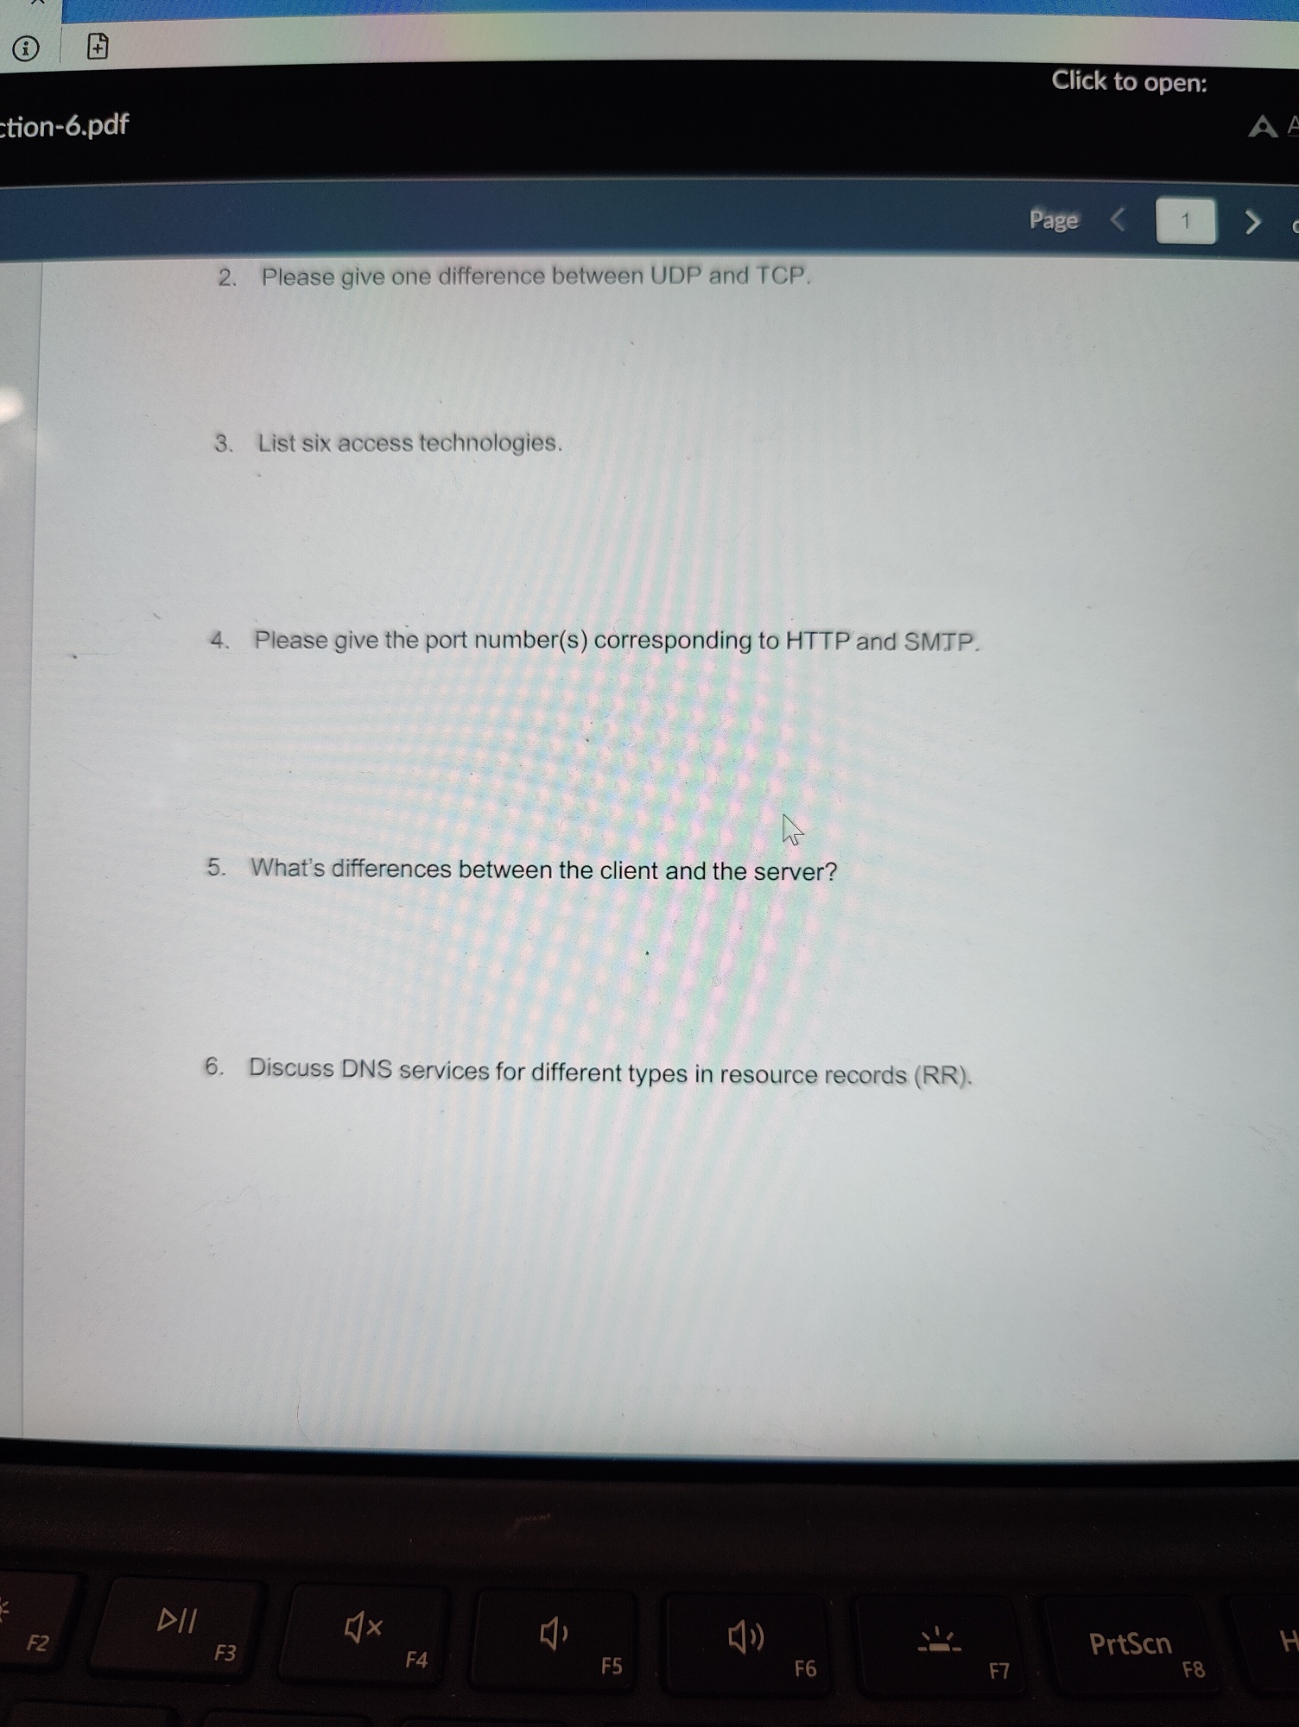 Click to open:
ction-6.pdf
A
Page 1
2. Please give one difference between UDP and TCP.
3. List six access technologies.
4. Please give the port number(s) corresponding to HTTP and SMTP.
5. What's differences between the client and the server?
6. Discuss DNS services for different types in resource records (RR).
F2
F3
F4
F5
F6
F7
PrtScn
F8
H